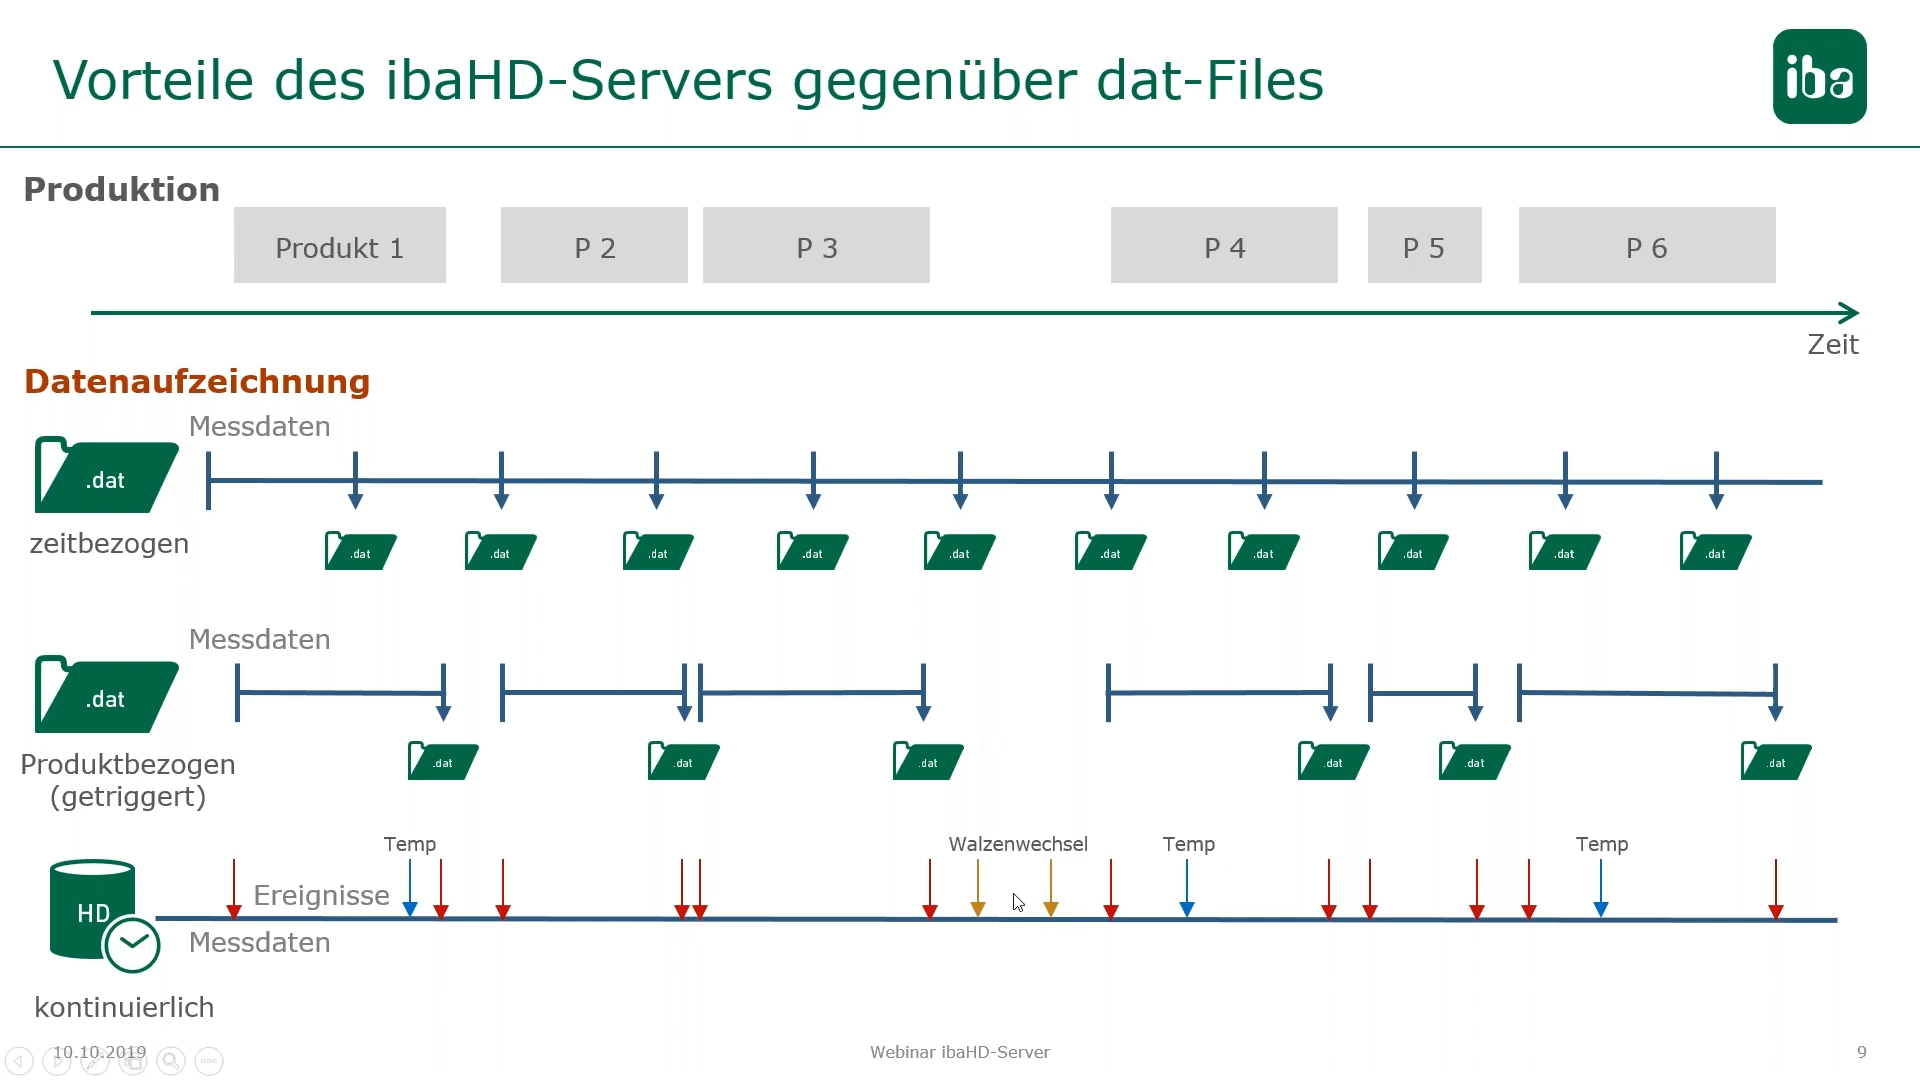 Vorteile des ibaHD-Servers gegenüber dat-Files
iba
Produktion
Produkt 1
P 2
P 3
P 4
P 5
P 6
Zeit
Datenaufzeichnung
Messdaten
.dat
zeitbezogen
.dat
.dat
.dat
.dat
.dat
.dat
.dat
.dat
.dat
.dat
Messdaten
.dat
Produktbezogen
(getriggert)
.dat
.dat
.dat
.dat
.dat
.dat
Temp
Walzenwechsel
Temp
Temp
Ereignisse
HD
Messdaten
kontinuierlich
10.10.2019
Webinar ibaHD-Server
9